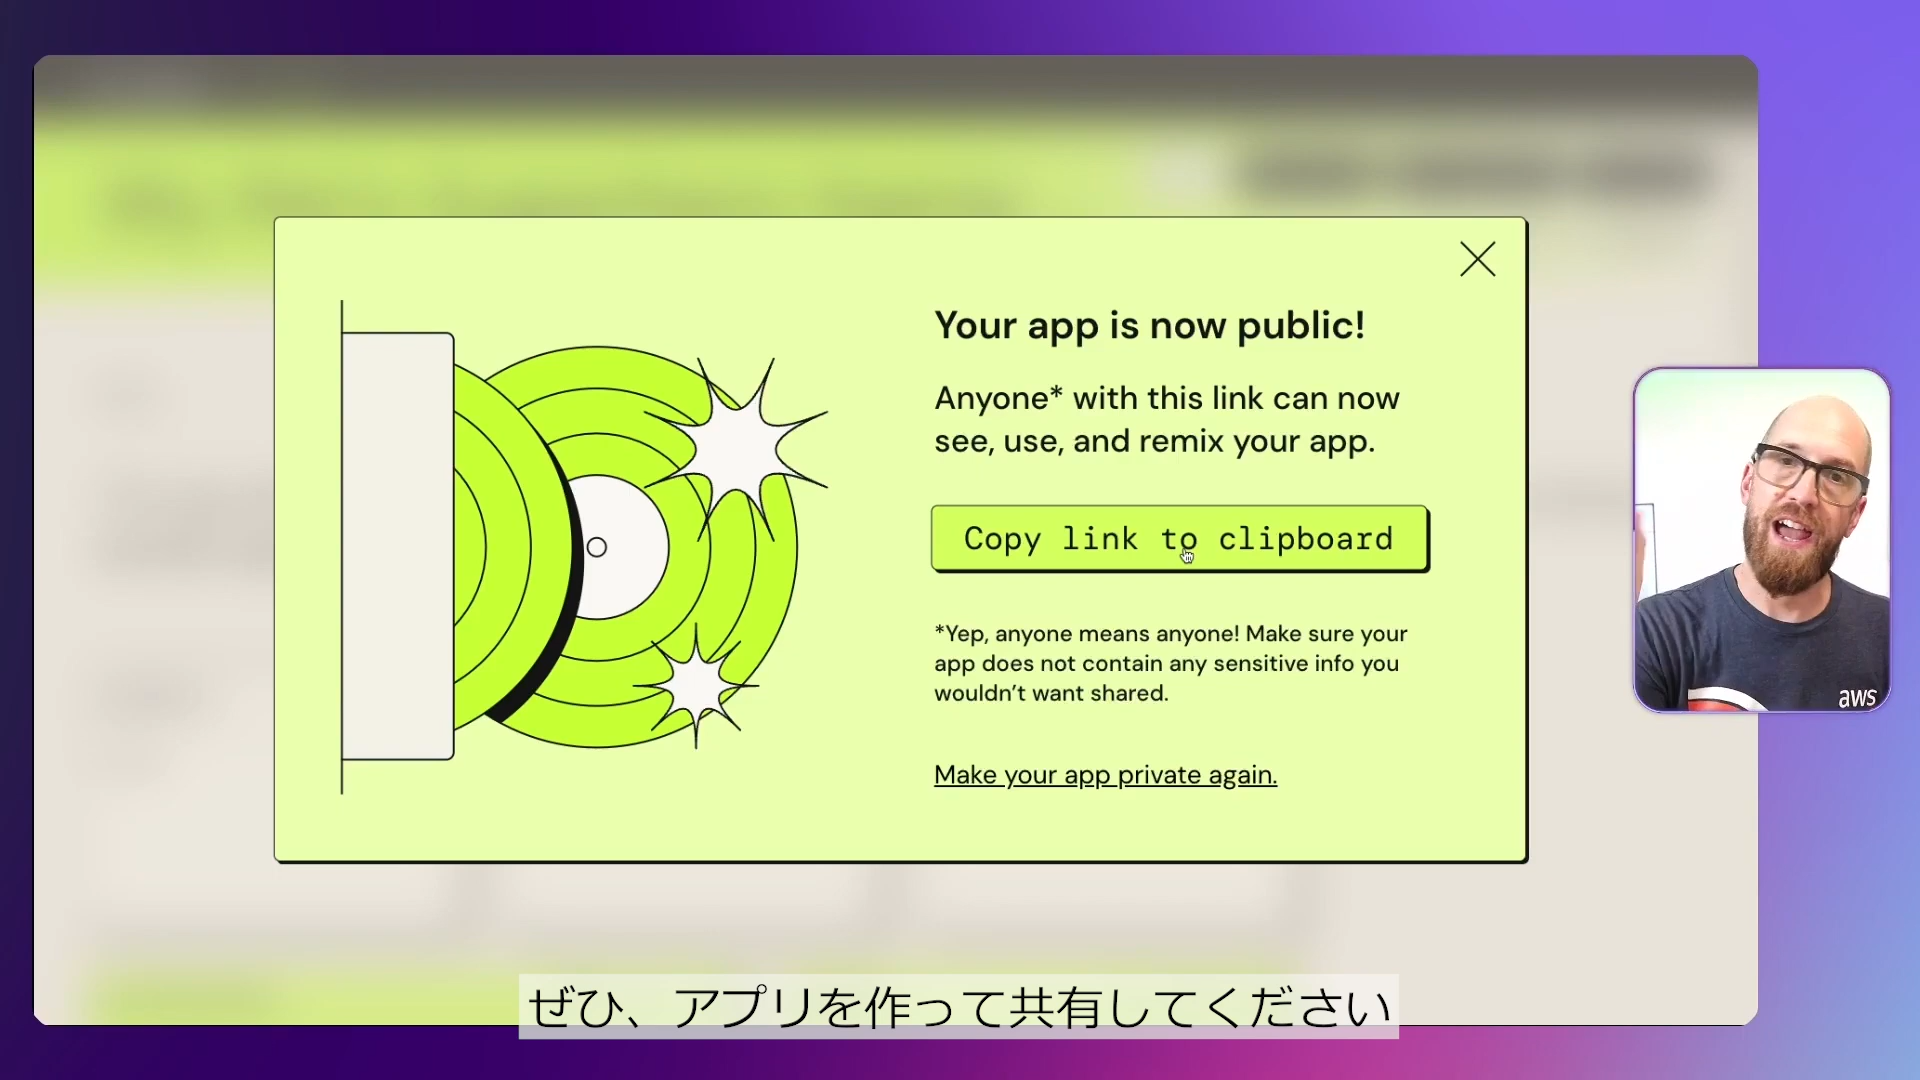 Your app is now public!
Anyone* with this link can now
see, use, and remix your app.
Copy link to clipboard
*Yep, anyone means anyone! Make sure your
app does not contain any sensitive info you
wouldn’t want shared.
Make your app private again.
aws
ぜひ、アプリを作って共有してください